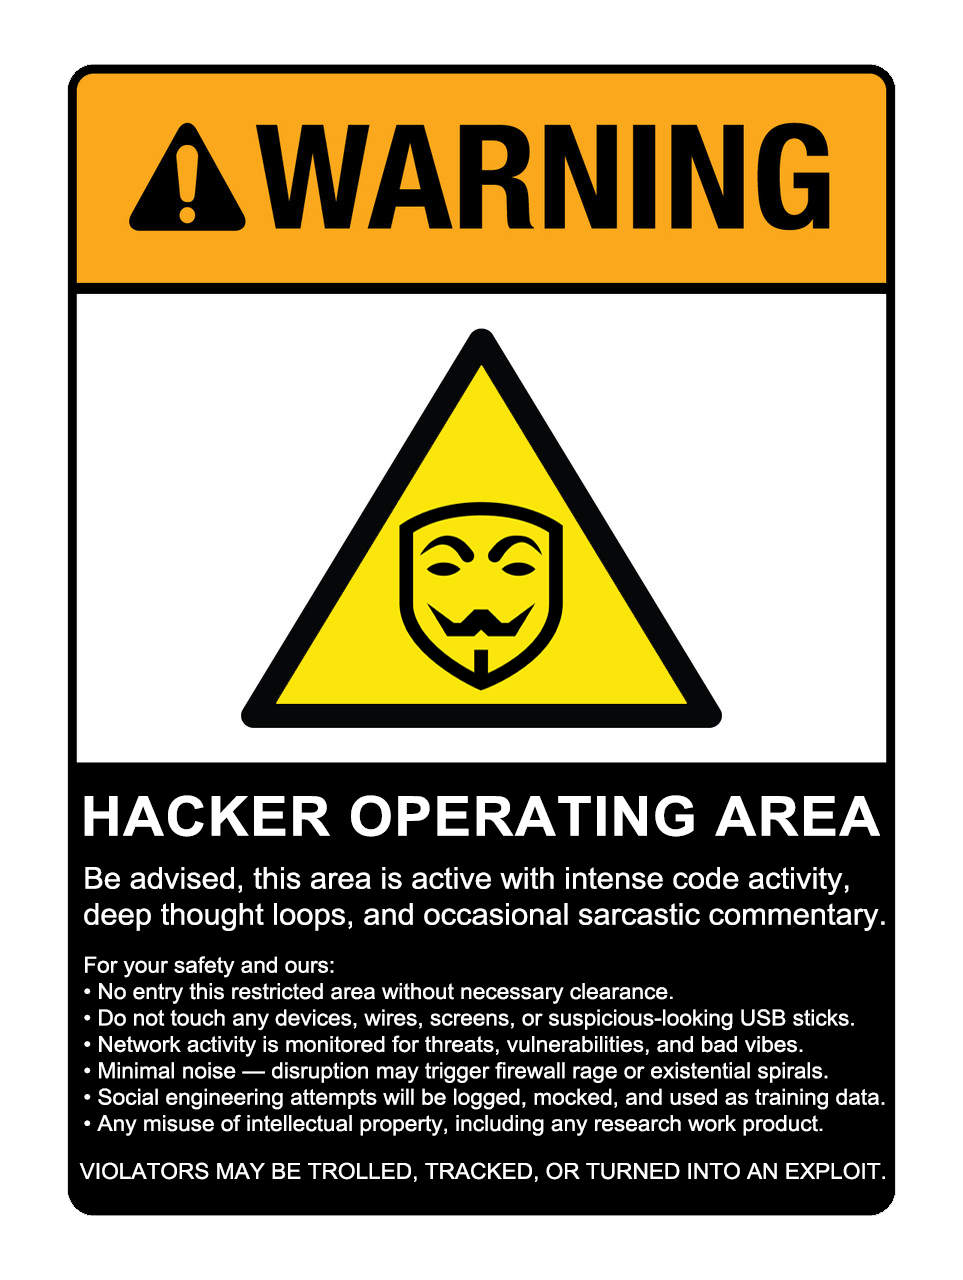 WARNING
HACKER OPERATING AREA
Be advised, this area is active with intense code activity,
deep thought loops, and occasional sarcastic commentary.
For your safety and ours:
• No entry this restricted area without necessary clearance.
• Do not touch any devices, wires, screens, or suspicious-looking USB sticks.
• Network activity is monitored for threats, vulnerabilities, and bad vibes.
• Minimal noise — disruption may trigger firewall rage or existential spirals.
• Social engineering attempts will be logged, mocked, and used as training data.
• Any misuse of intellectual property, including any research work product.
VIOLATORS MAY BE TROLLED, TRACKED, OR TURNED INTO AN EXPLOIT.